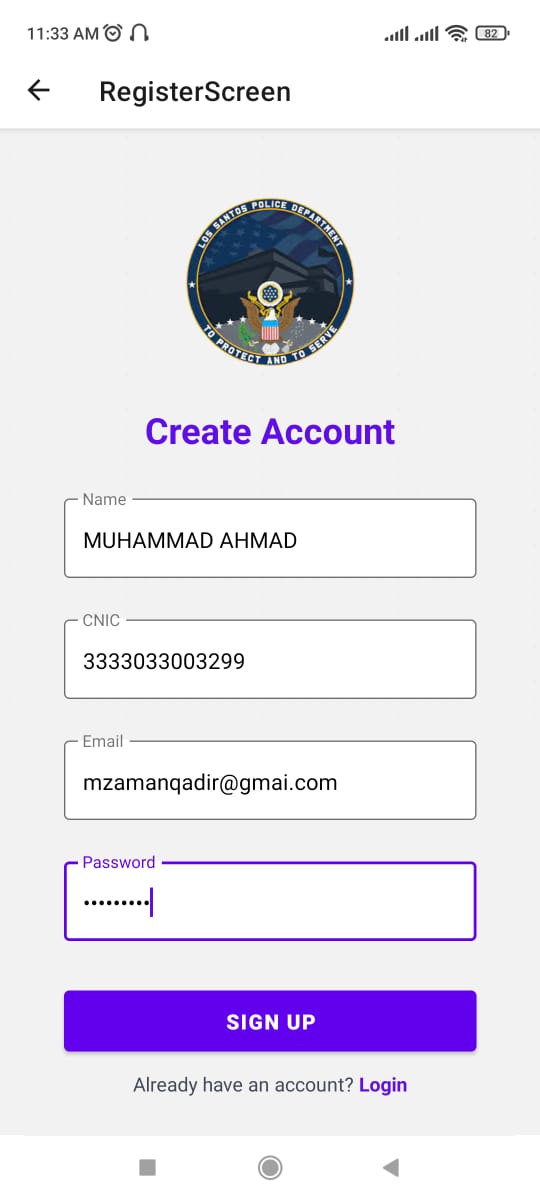 11:33 AM
82
RegisterScreen
LOS SANTOS POLICE DEPARTMENT
TO PROTECT AND TO SERVE
Create Account
Name
MUHAMMAD AHMAD
CNIC
3333033003299
Email
mzamanqadir@gmai.com
Password
•••••••••
SIGN UP
Already have an account? Login